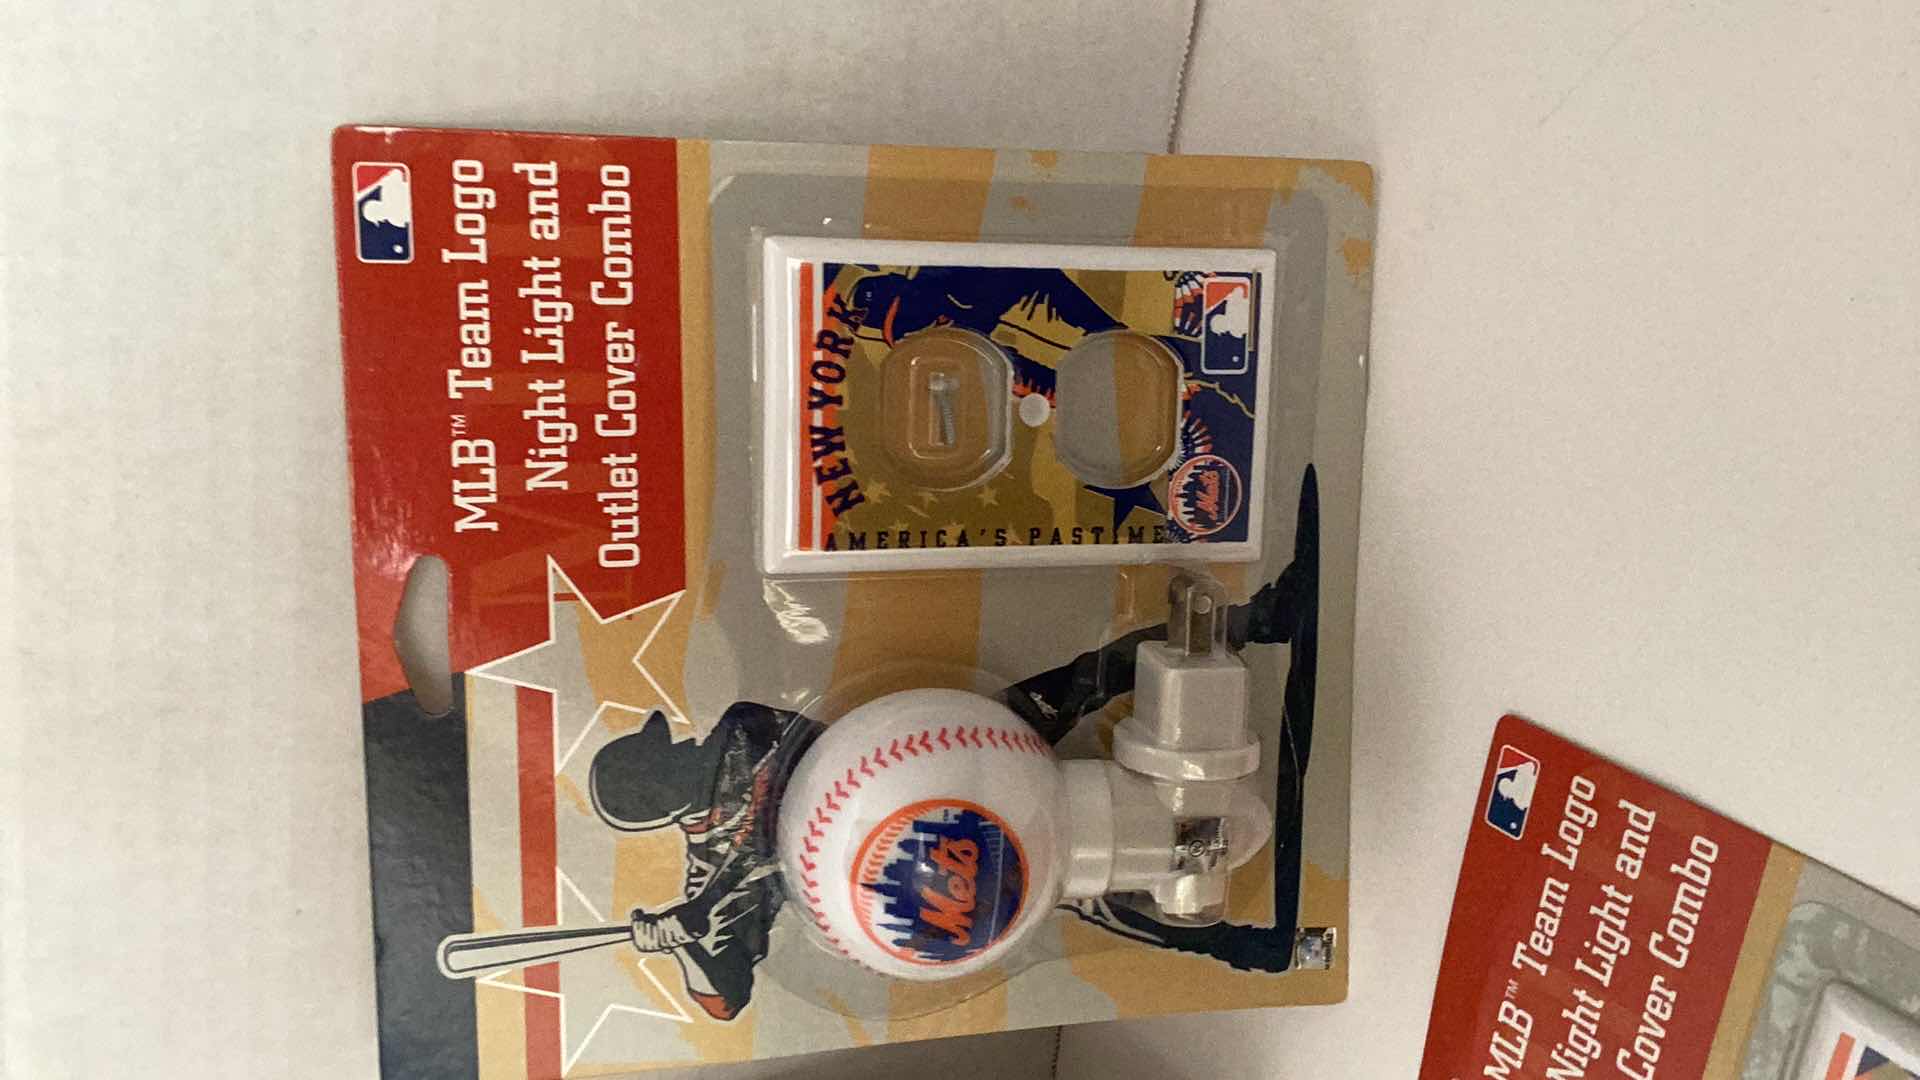 MLB™ Team Logo
Night Light and
Outlet Cover Combo
NEW YORK
AMERICA'S PASTIME
Mets
Mets
MLB™ Team Logo
Night Light and
Cover Combo